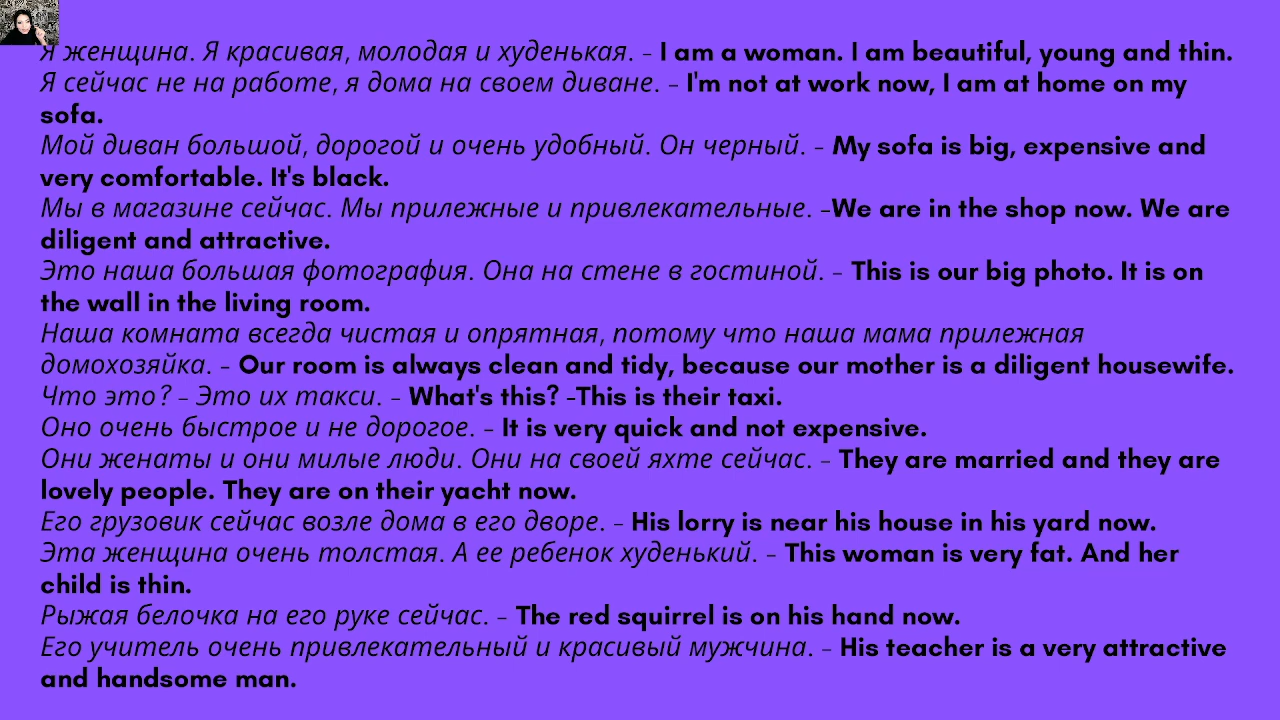 Я женщина. Я красивая, молодая и худенькая. – I am a woman. I am beautiful, young and thin.
Я сейчас не на работе, я дома на своем диване. – I'm not at work now, I am at home on my
sofa.
Мой диван большой, дорогой и очень удобный. Он черный. – My sofa is big, expensive and
very comfortable. It's black.
Мы в магазине сейчас. Мы прилежные и привлекательные. –We are in the shop now. We are
diligent and attractive.
Это наша большая фотография. Она на стене в гостиной. – This is our big photo. It is on
the wall in the living room.
Наша комната всегда чистая и опрятная, потому что наша мама прилежная
домохозяйка. – Our room is always clean and tidy, because our mother is a diligent housewife.
Что это? – Это их такси. – What's this? -This is their taxi.
Оно очень быстрое и не дорогое. – It is very quick and not expensive.
Они женаты и они милые люди. Они на своей яхте сейчас. – They are married and they are
lovely people. They are on their yacht now.
Его грузовик сейчас возле дома в его дворе. – His lorry is near his house in his yard now.
Эта женщина очень толстая. А ее ребенок худенький. – This woman is very fat. And her
child is thin.
Рыжая белочка на его руке сейчас. – The red squirrel is on his hand now.
Его учитель очень привлекательный и красивый мужчина. – His teacher is a very attractive
and handsome man.